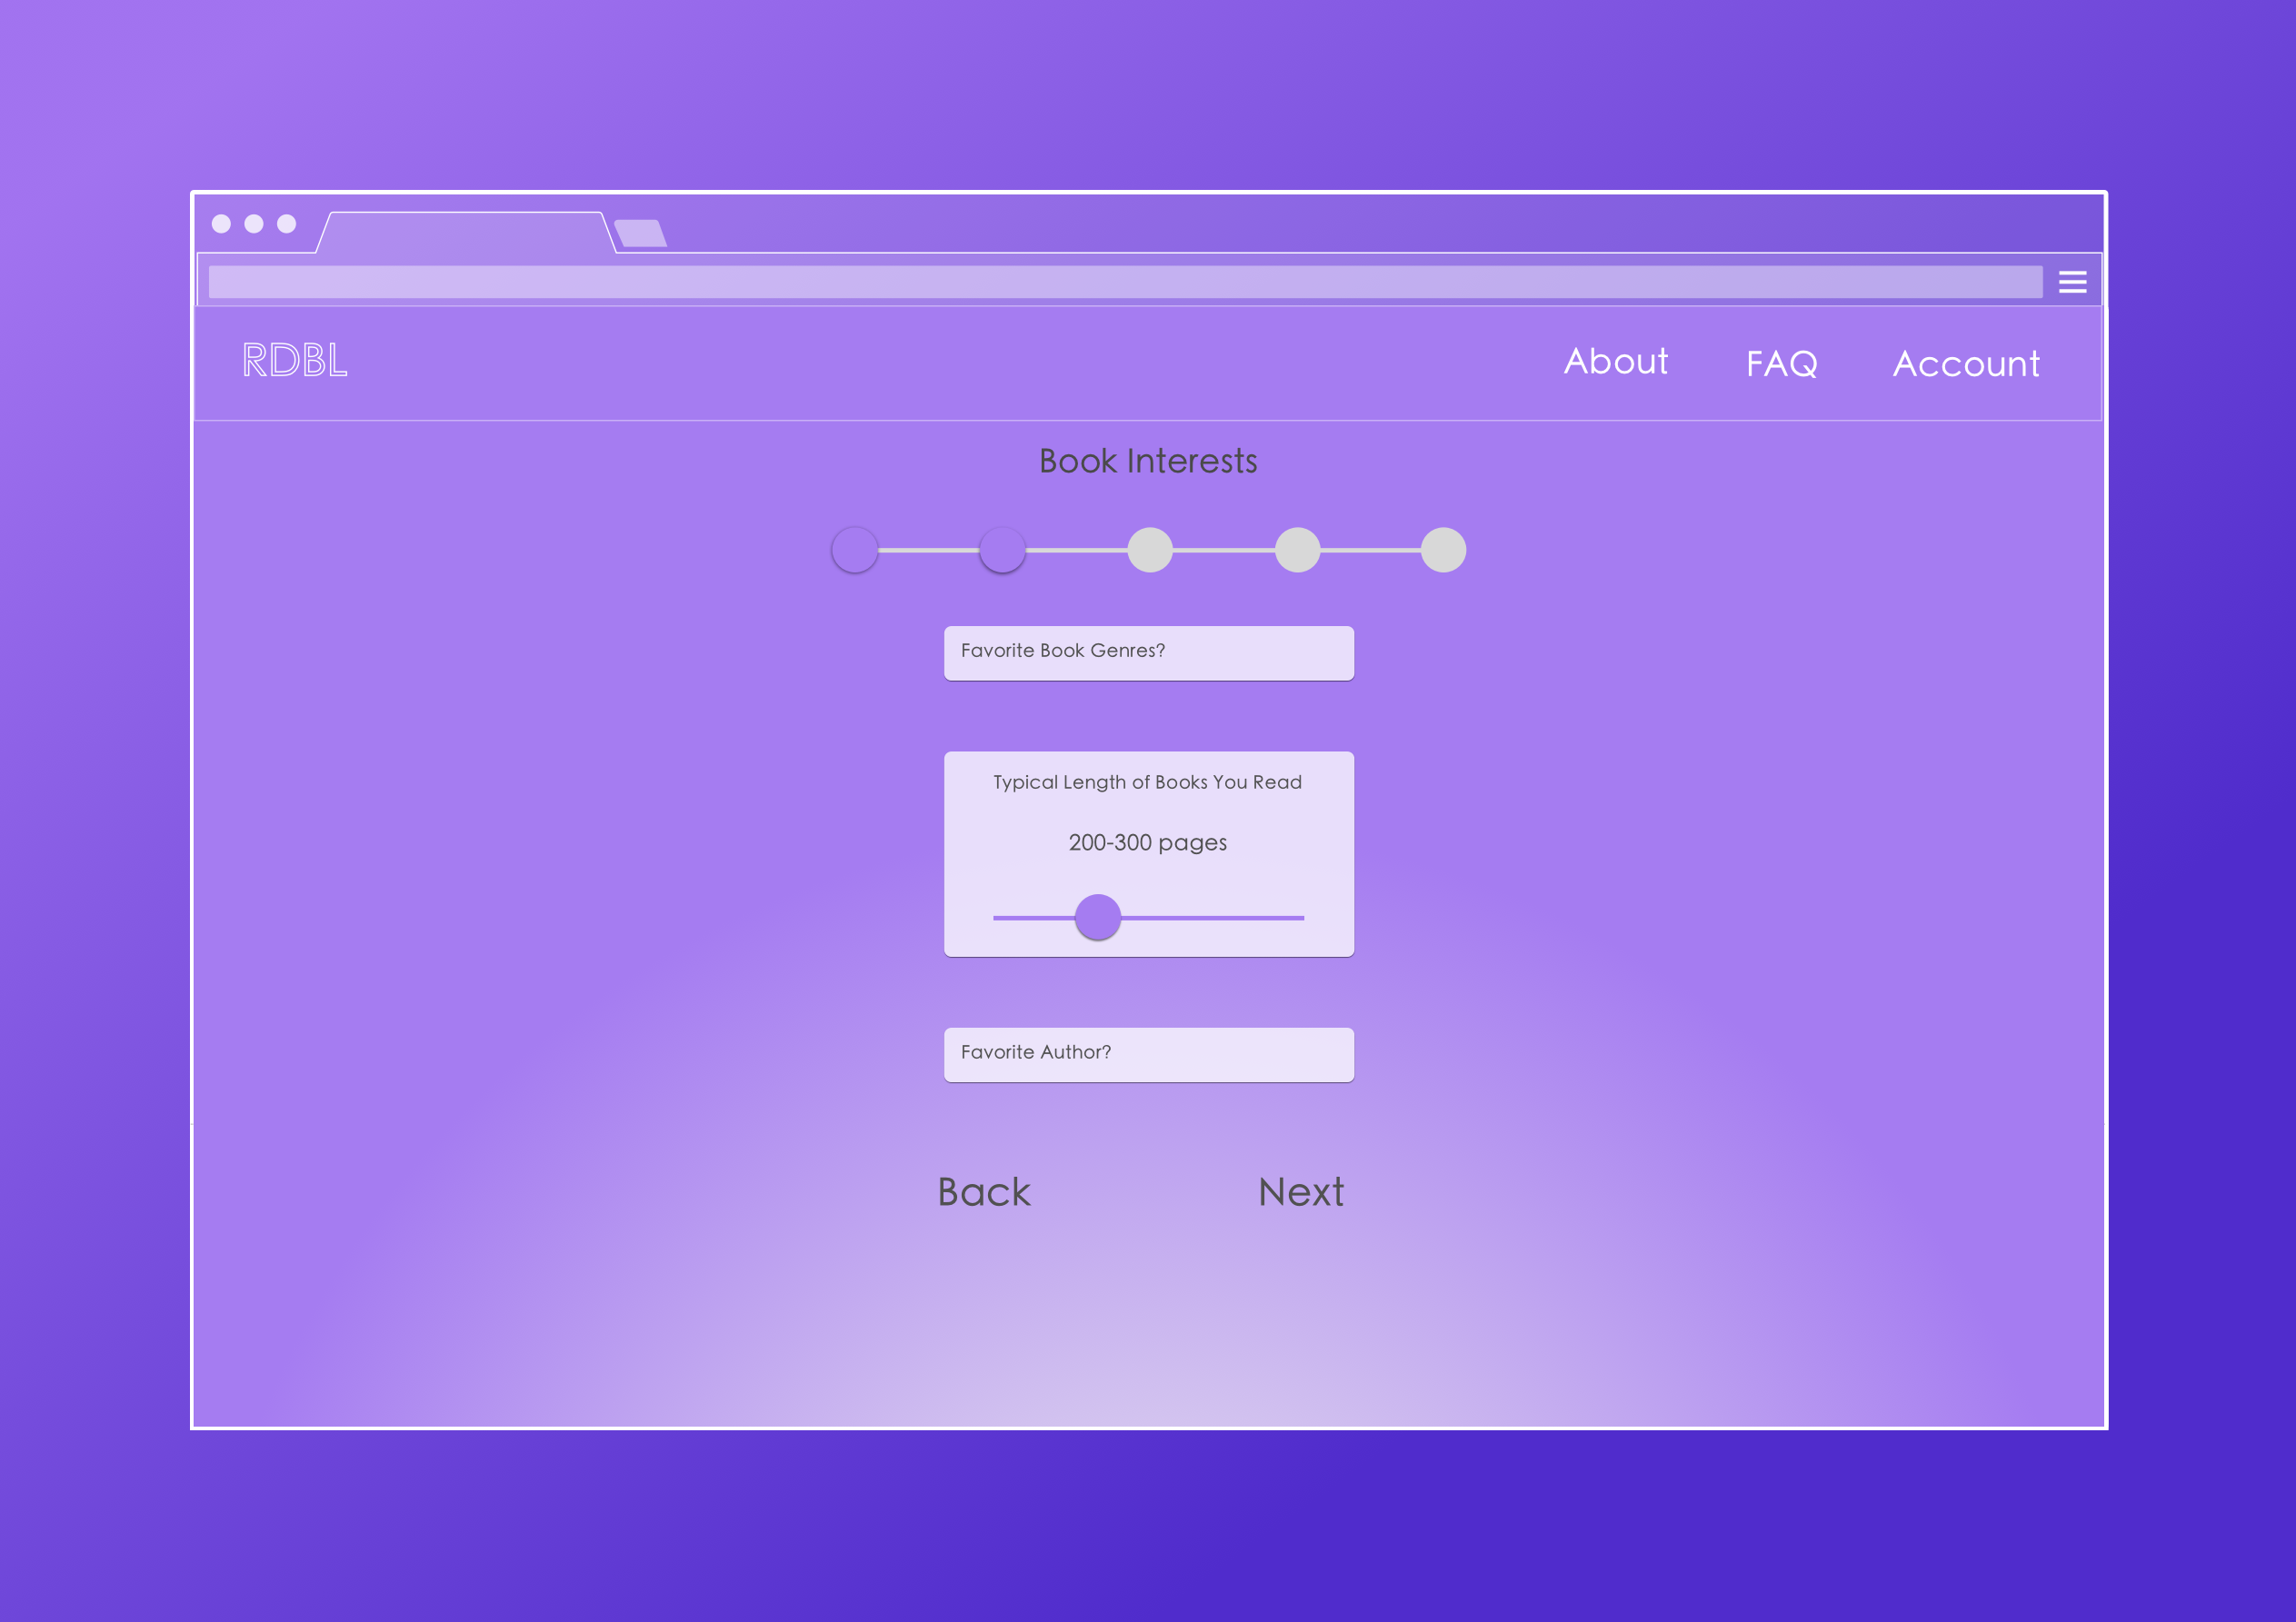 RDBL
About FAQ Account
Book Interests
Favorite Book Genres?
Typical Length of Books You Read
200-300 pages
Favorite Author?
Back Next